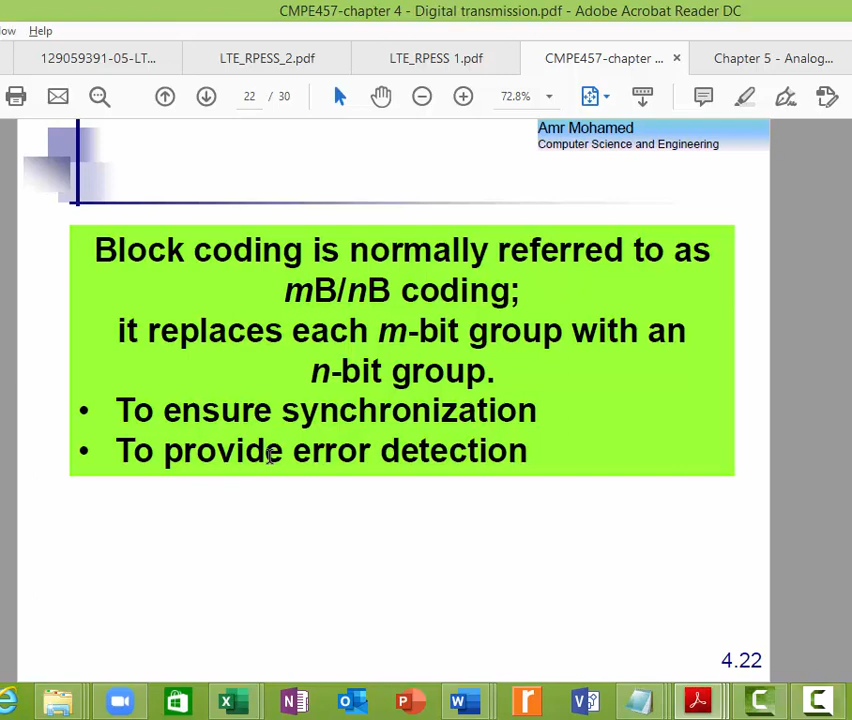 CMPE457-chapter 4 - Digital transmission.pdf - Adobe Acrobat Reader DC
Help
129059391-05-LT...
LTE_RPESS_2.pdf
LTE_RPESS 1.pdf
CMPE457-chapter ... ×
Chapter 5 - Analog...
22 / 30
72.8%
Amr Mohamed
Computer Science and Engineering
Block coding is normally referred to as
mB/nB coding;
it replaces each m-bit group with an
n-bit group.
• To ensure synchronization
• To provide error detection
4.22